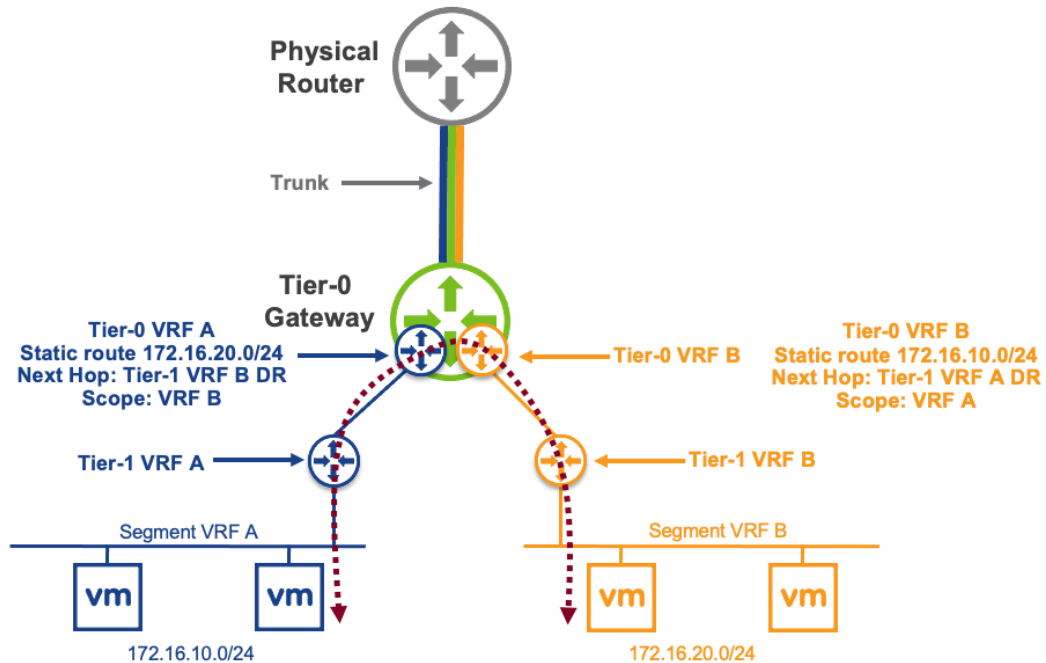 Physical
Router
Trunk
Tier-0
Gateway
Tier-0 VRF A
Static route 172.16.20.0/24
Next Hop: Tier-1 VRF B DR
Scope: VRF B
Tier-0 VRF B
Tier-0 VRF B
Static route 172.16.10.0/24
Next Hop: Tier-1 VRF A DR
Scope: VRF A
Tier-1 VRF A
Tier-1 VRF B
Segment VRF A
Segment VRF B
vm
vm
vm
vm
172.16.10.0/24
172.16.20.0/24